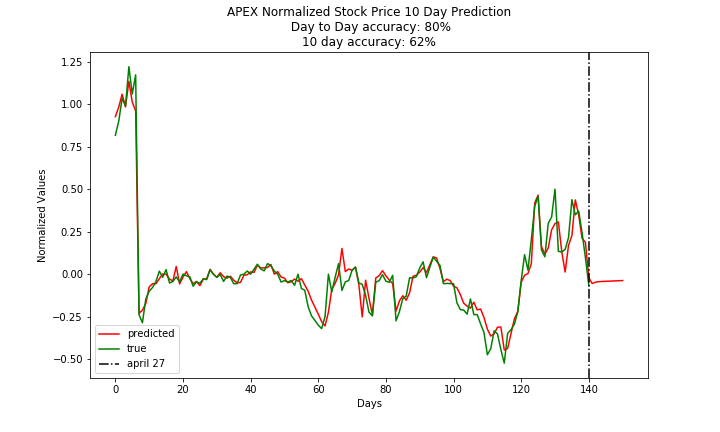 APEX Normalized Stock Price 10 Day Prediction
Day to Day accuracy: 80%
10 day accuracy: 62%
Normalized Values
1.25
1.00
0.75
0.50
0.25
0.00
−0.25
−0.50
predicted
true
april 27
0 20 40 60 80 100 120 140
Days